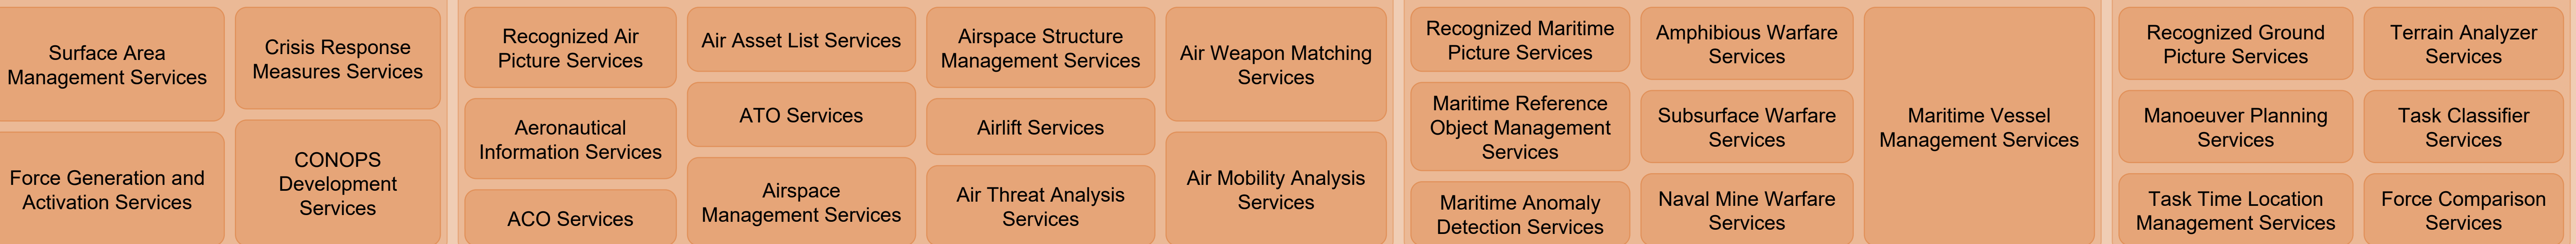 Surface Area
Management Services
Force Generation and
Activation Services
Crisis Response
Measures Services
CONOPS
Development
Services
Recognized Air
Picture Services
Aeronautical
Information Services
ACO Services
Air Asset List Services
ATO Services
Airspace
Management Services
Airspace Structure
Management Services
Airlift Services
Air Threat Analysis
Services
Air Weapon Matching
Services
Air Mobility Analysis
Services
Recognized Maritime
Picture Services
Maritime Reference
Object Management
Services
Maritime Anomaly
Detection Services
Amphibious Warfare
Services
Subsurface Warfare
Services
Naval Mine Warfare
Services
Maritime Vessel
Management Services
Recognized Ground
Picture Services
Manoeuver Planning
Services
Task Time Location
Management Services
Terrain Analyzer
Services
Task Classifier
Services
Force Comparison
Services